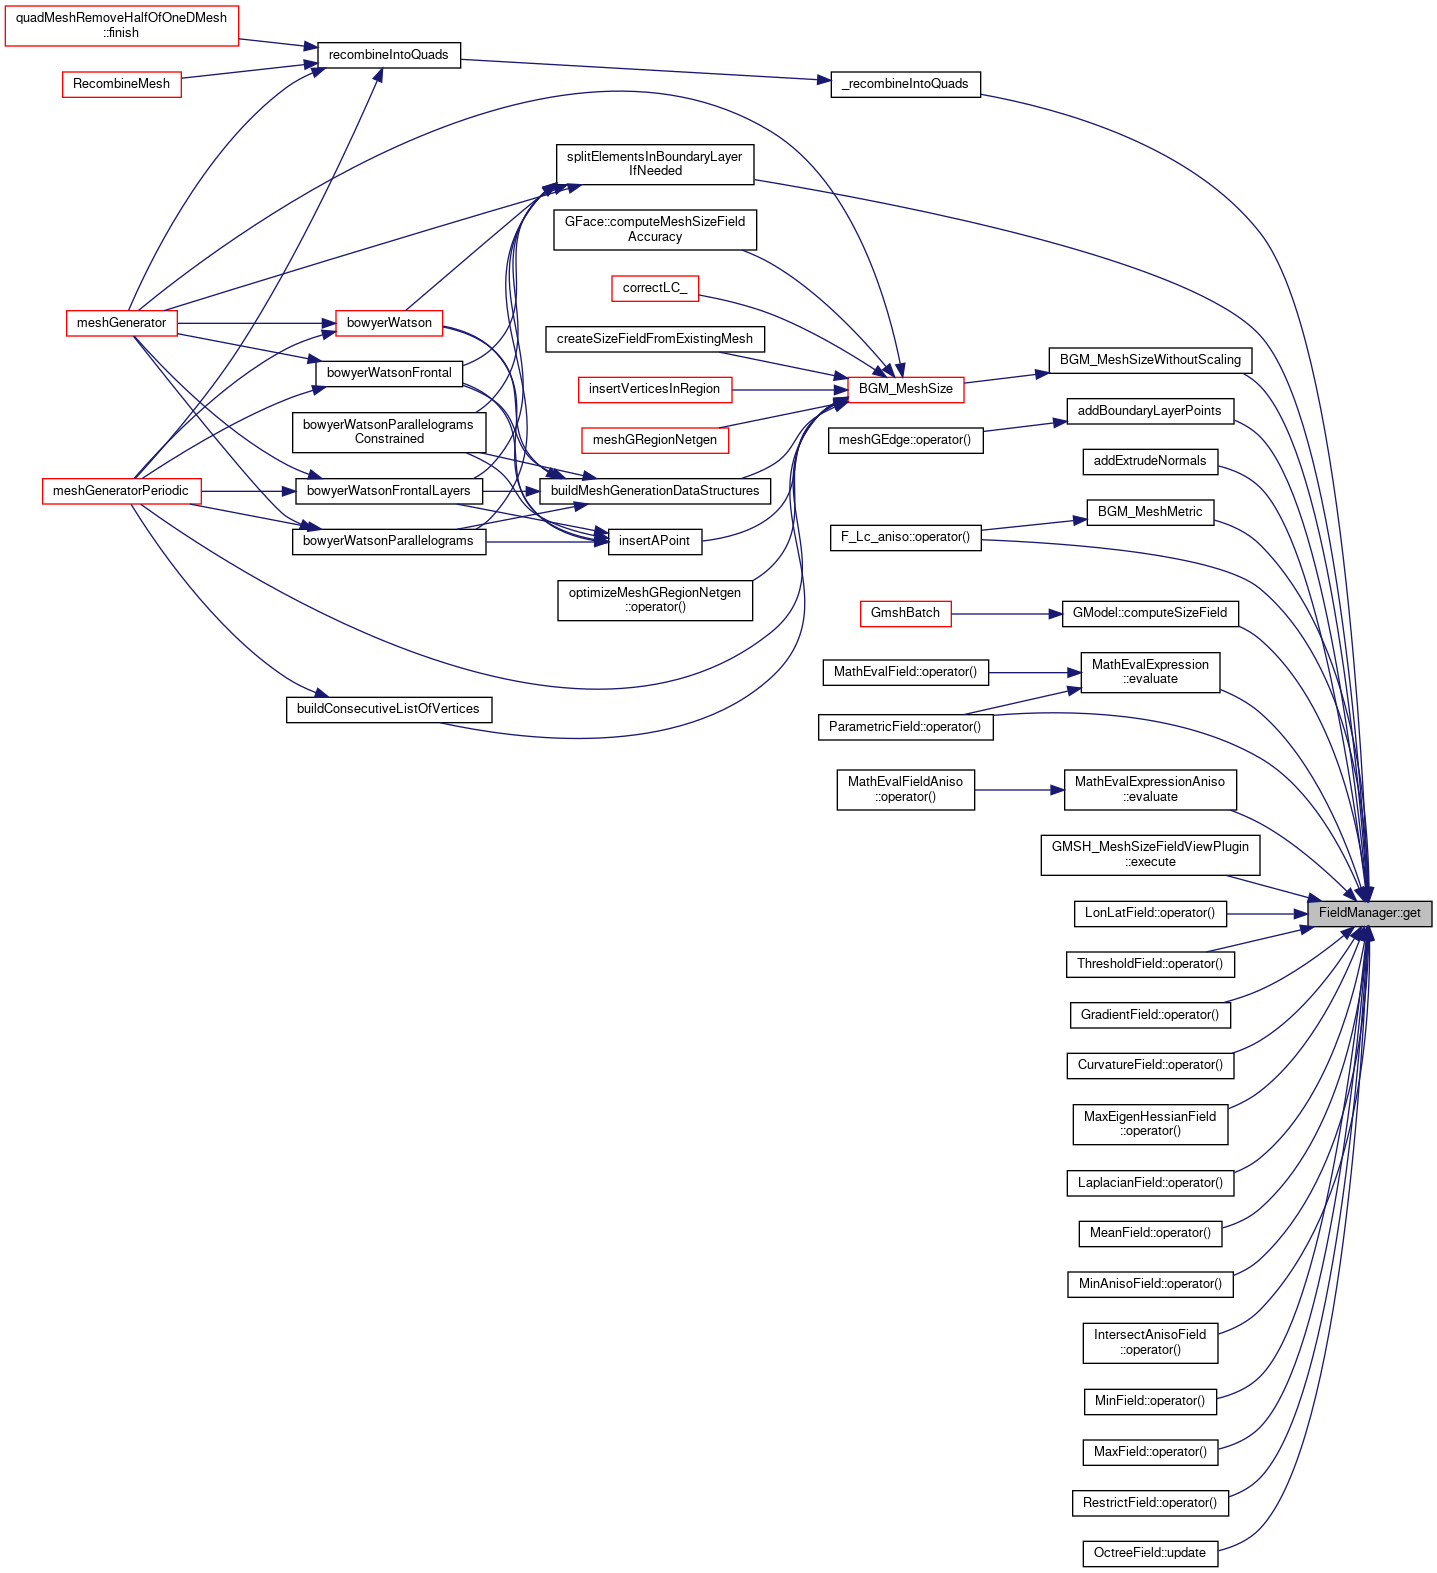 quadMeshRemoveHalfOfOneDMesh
::finish
recombineIntoQuads
RecombineMesh
_recombineIntoQuads
splitElementsInBoundaryLayer
IfNeeded
GFace::computeMeshSizeField
Accuracy
correctLC_
meshGenerator
bowyerWatson
createSizeFieldFromExistingMesh
BGM_MeshSizeWithoutScaling
bowyerWatsonFrontal
insertVerticesInRegion
BGM_MeshSize
addBoundaryLayerPoints
bowyerWatsonParallelograms
Constrained
meshGRegionNetgen
meshGEdge::operator()
addExtrudeNormals
meshGeneratorPeriodic
bowyerWatsonFrontalLayers
buildMeshGenerationDataStructures
BGM_MeshMetric
bowyerWatsonParallelograms
insertAPoint
F_Lc_aniso::operator()
optimizeMeshGRegionNetgen
::operator()
GmshBatch
GModel::computeSizeField
MathEvalField::operator()
MathEvalExpression
::evaluate
buildConsecutiveListOfVertices
ParametricField::operator()
MathEvalFieldAniso
::operator()
MathEvalExpressionAniso
::evaluate
GMSH_MeshSizeFieldViewPlugin
::execute
LonLatField::operator()
FieldManager::get
ThresholdField::operator()
GradientField::operator()
CurvatureField::operator()
MaxEigenHessianField
::operator()
LaplacianField::operator()
MeanField::operator()
MinAnisoField::operator()
IntersectAnisoField
::operator()
MinField::operator()
MaxField::operator()
RestrictField::operator()
OctreeField::update